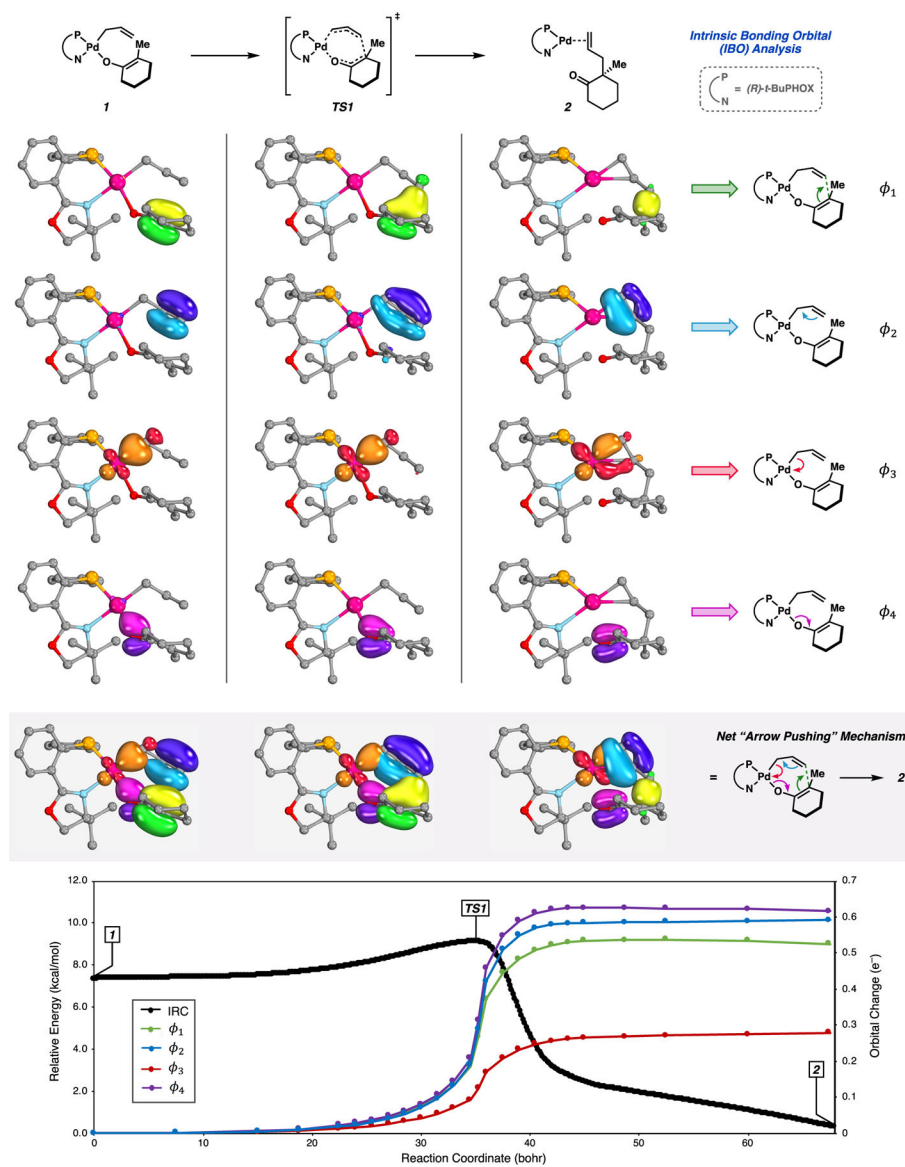 P
N
Pd
O
Me
1
‡
P
N
Pd
O
Me
TS1
P
N
Pd
O
Me
2
Intrinsic Bonding Orbital
(IBO) Analysis
P
N
= (R)-t-BuPHOX
P
N
Pd
O
Me
ϕ1
P
N
Pd
O
Me
ϕ2
P
N
Pd
O
Me
ϕ3
P
N
Pd
O
Me
ϕ4
Net “Arrow Pushing” Mechanism
=
P
N
Pd
O
Me
2
12.0
10.0
8.0
6.0
4.0
2.0
0.0
Relative Energy (kcal/mol)
1
TS1
2
IRC
ϕ1
ϕ2
ϕ3
ϕ4
0.7
0.6
0.5
0.4
0.3
0.2
0.1
0
Orbital Change (e⁻)
0 10 20 30 40 50 60
Reaction Coordinate (bohr)